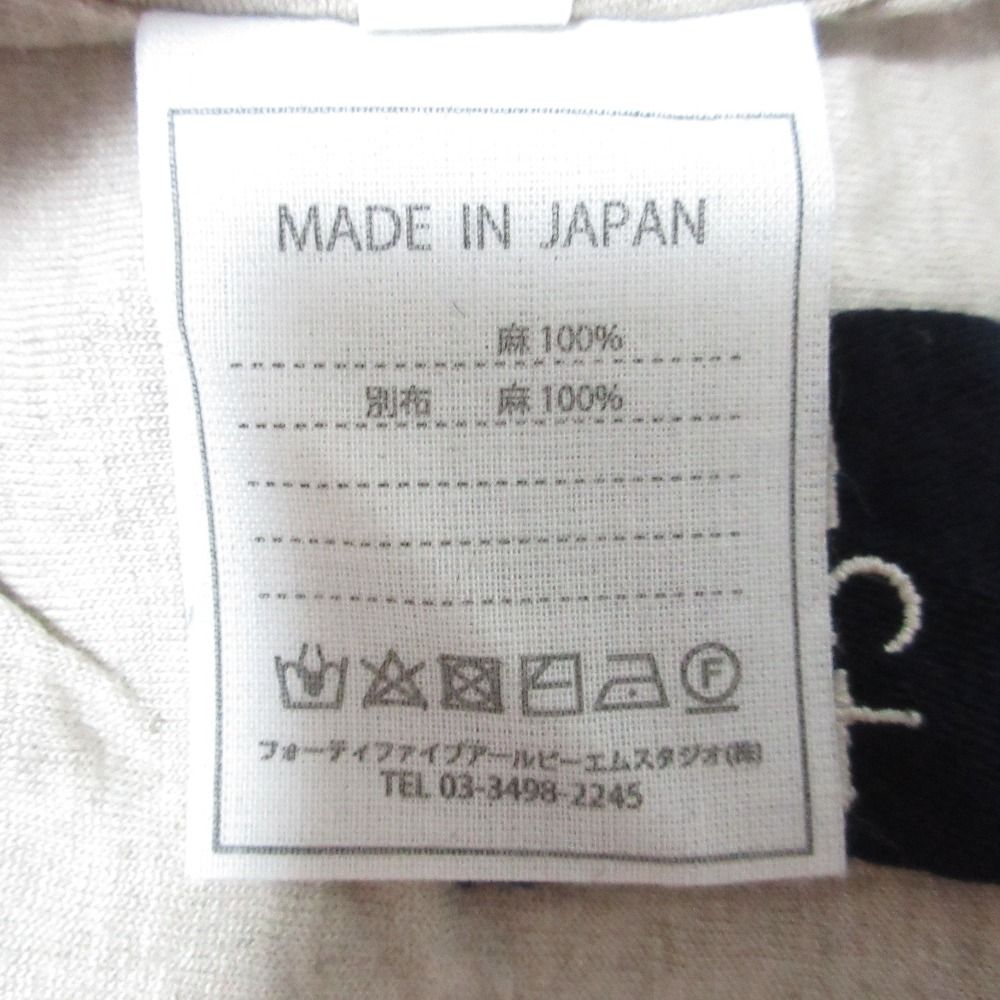 MADE IN JAPAN
麻 100%
別布 麻 100%
F
フォーティファイブアールピーエムスタジオ(株)
TEL 03-3498-2245